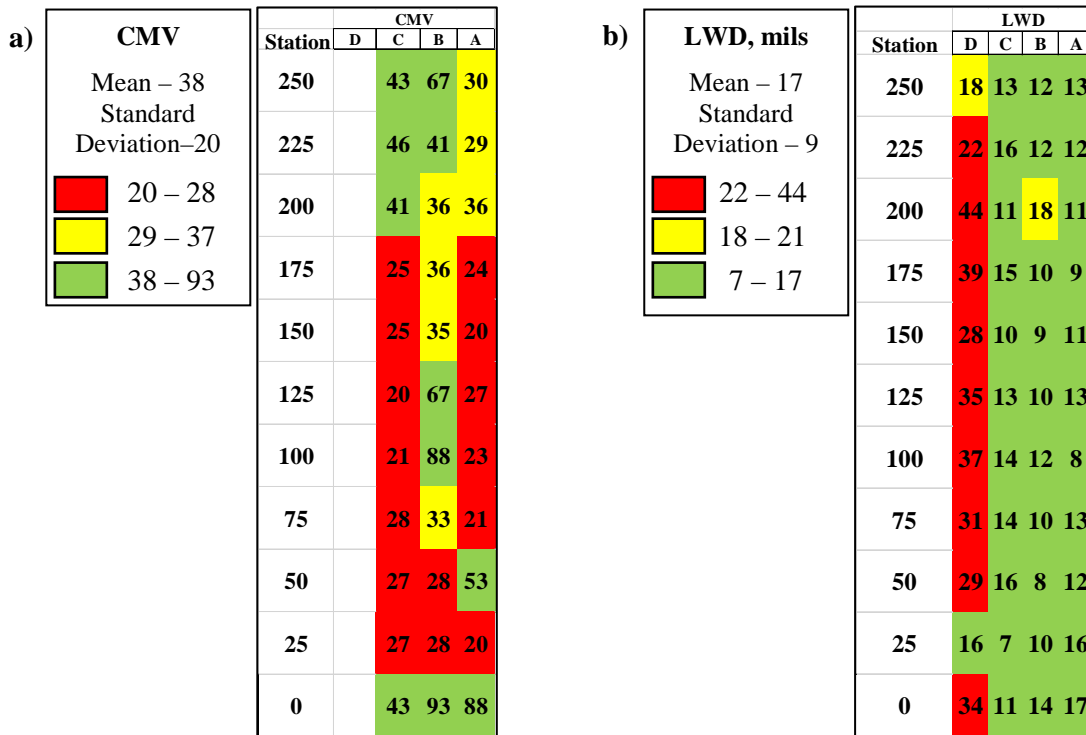 a)
CMV
Mean – 38
Standard
Deviation–20
20 – 28
29 – 37
38 – 93
CMV
Station D C B A
250 43 67 30
225 46 41 29
200 41 36 36
175 25 36 24
150 25 35 20
125 20 67 27
100 21 88 23
75 28 33 21
50 27 28 53
25 27 28 20
0 43 93 88
b)
LWD, mils
Mean – 17
Standard
Deviation – 9
22 – 44
18 – 21
7 – 17
LWD
Station D C B A
250 18 13 12 13
225 22 16 12 12
200 44 11 18 11
175 39 15 10 9
150 28 10 9 11
125 35 13 10 13
100 37 14 12 8
75 31 14 10 13
50 29 16 8 12
25 16 7 10 16
0 34 11 14 17